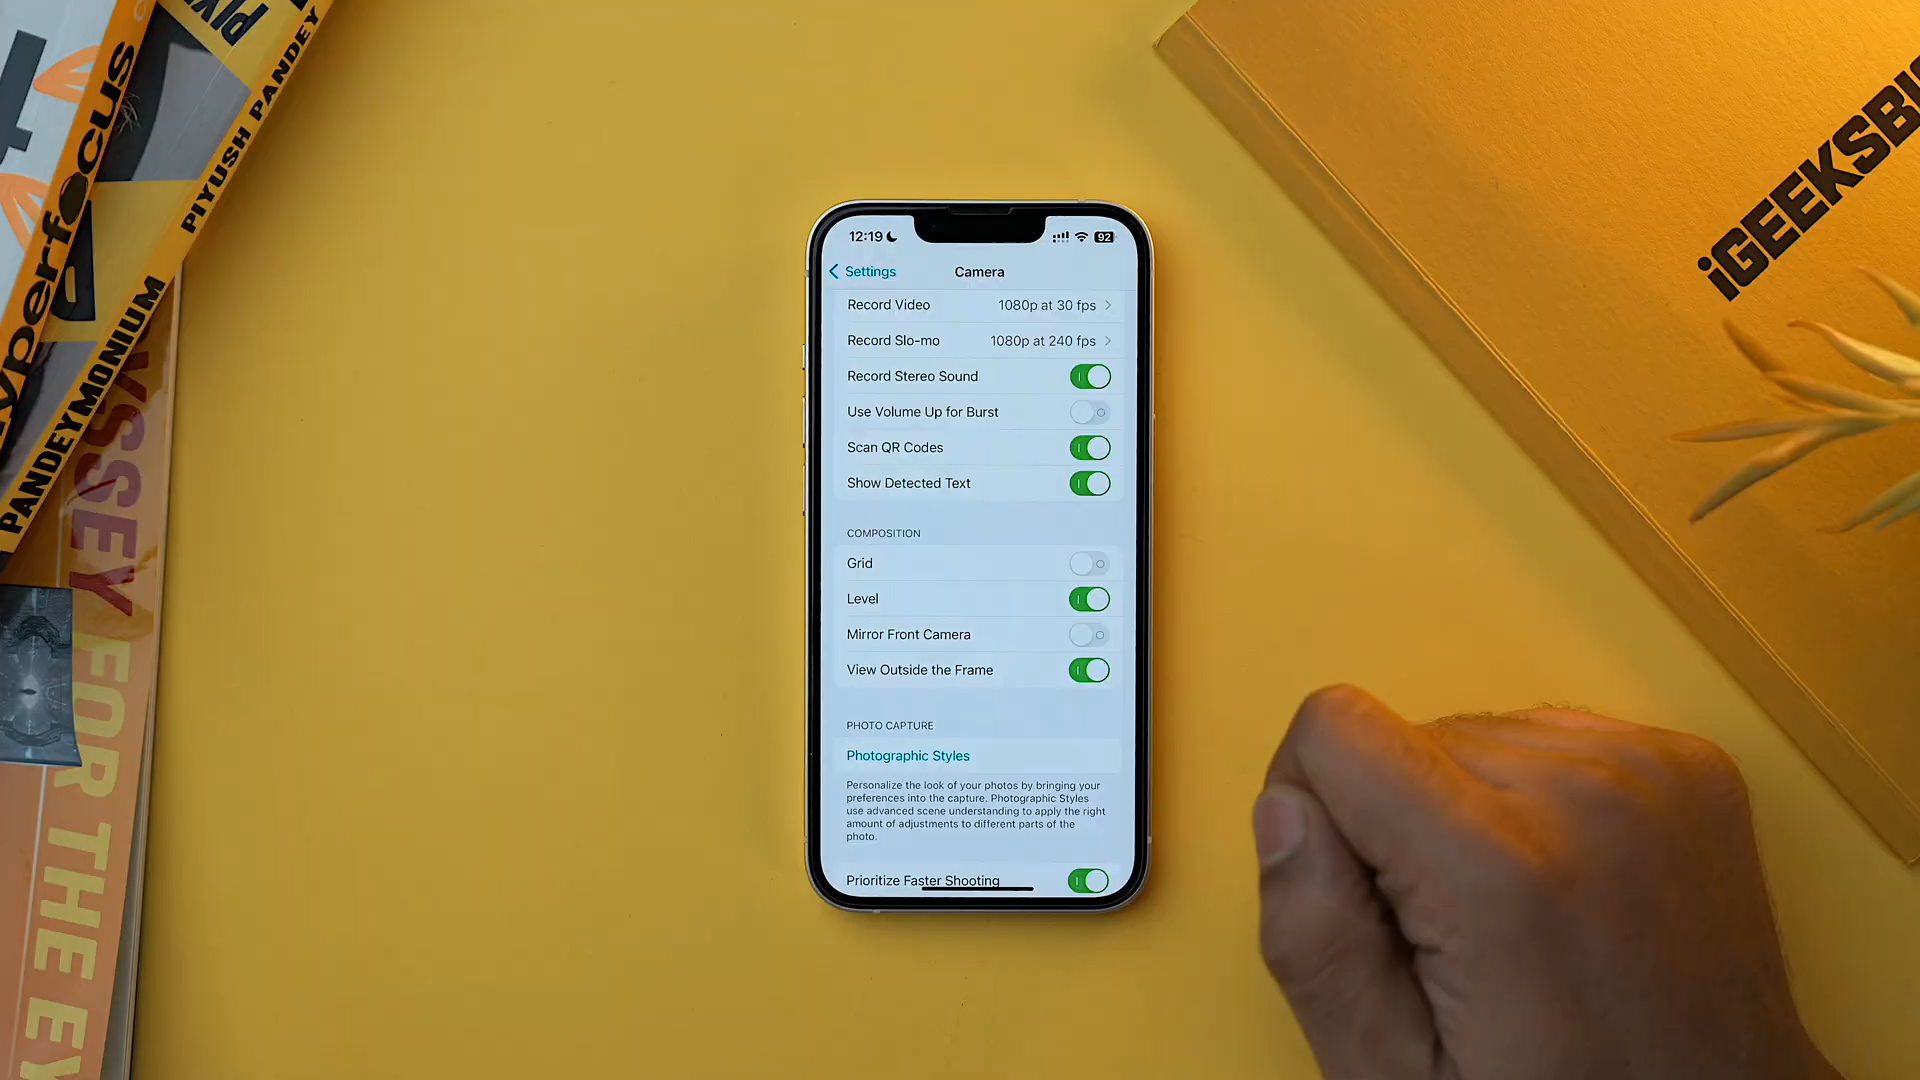 Hyperfocus
PIYUSH PANDEY
PANDEYMONIUM
FOR THE
iGEEKSBL
12:19
92
Settings
Camera
Record Video
1080p at 30 fps
Record Slo-mo
1080p at 240 fps
Record Stereo Sound
Use Volume Up for Burst
Scan QR Codes
Show Detected Text
COMPOSITION
Grid
Level
Mirror Front Camera
View Outside the Frame
PHOTO CAPTURE
Photographic Styles
Personalize the look of your photos by bringing your
preferences into the capture. Photographic Styles
use advanced scene understanding to apply the right
amount of adjustments to different parts of the
photo.
Prioritize Faster Shooting